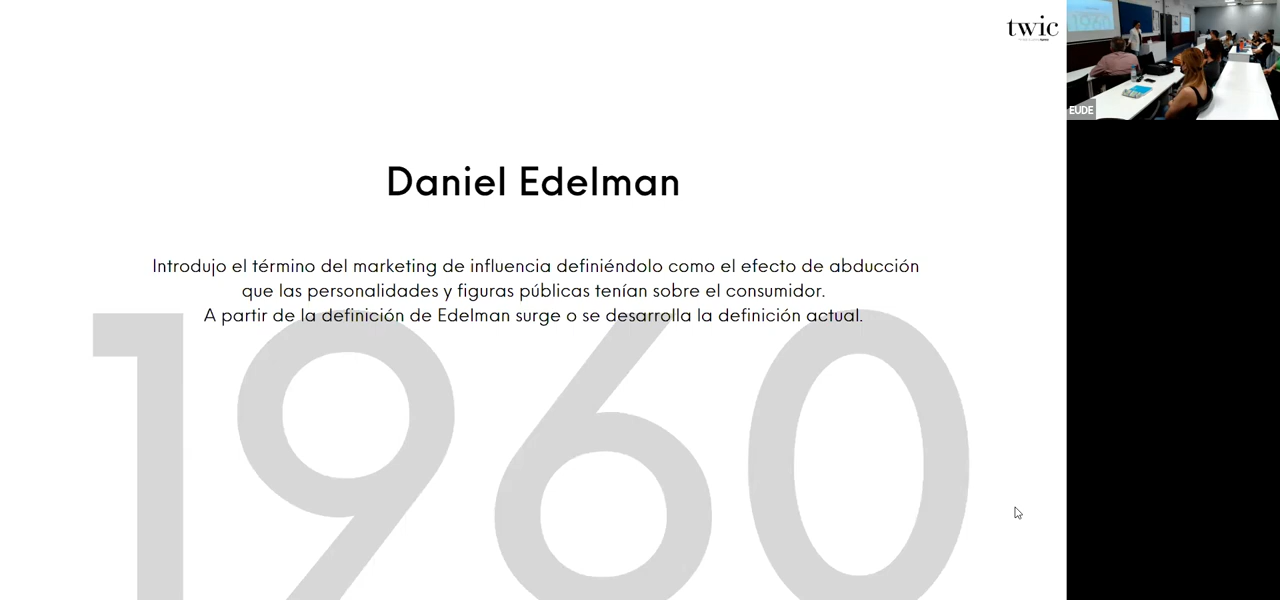 twic
Daniel Edelman
Introdujo el término del marketing de influencia definiéndolo como el efecto de abducción
que las personalidades y figuras públicas tenían sobre el consumidor.
A partir de la definición de Edelman surge o se desarrolla la definición actual.
1960
EUDE